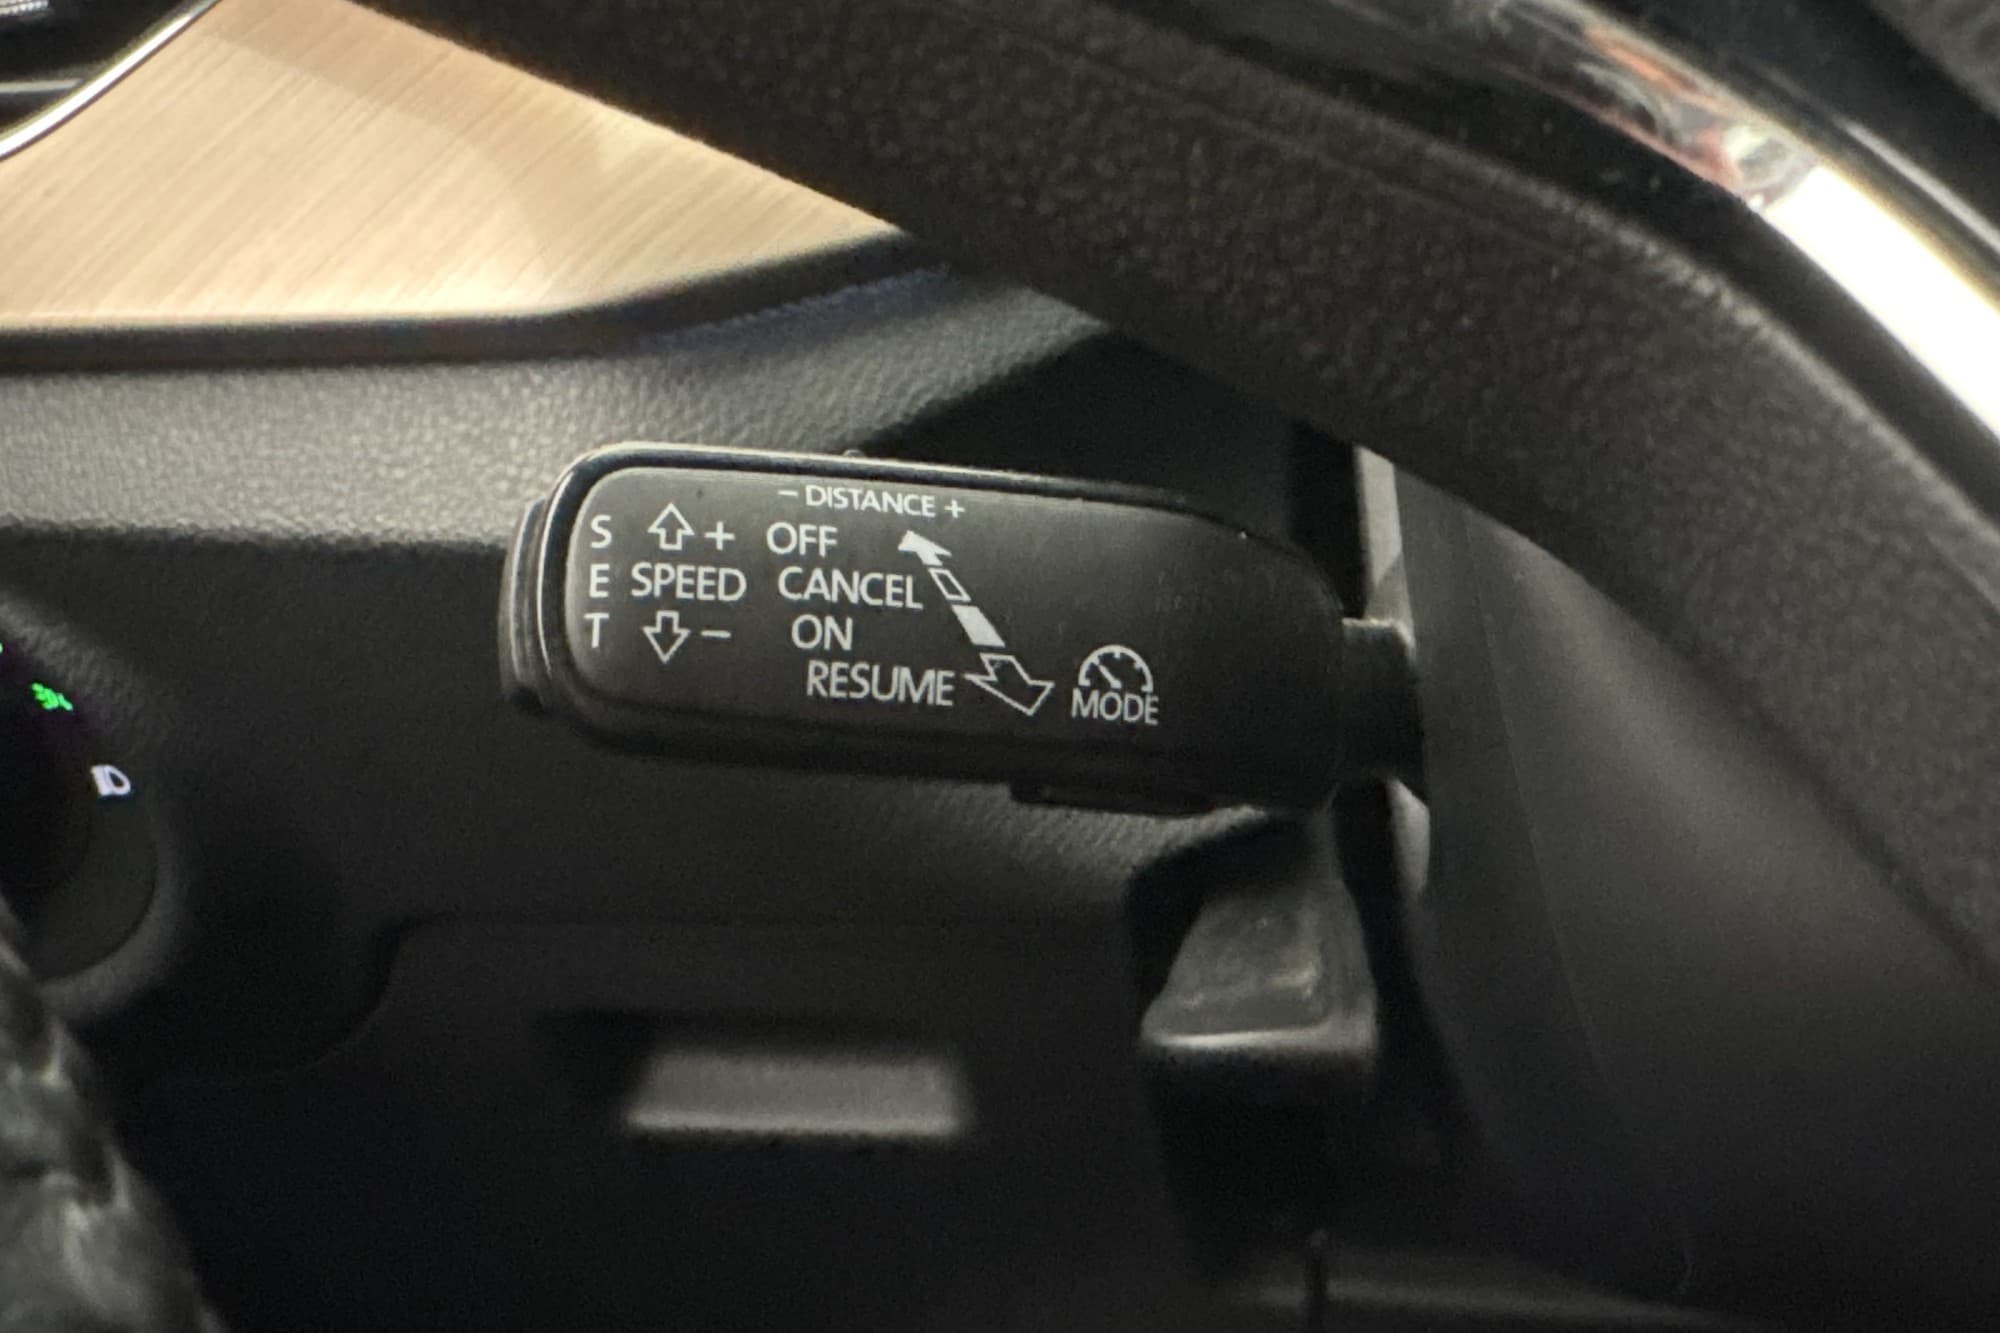 – DISTANCE +
S + OFF
E SPEED CANCEL
T – ON
RESUME
MODE